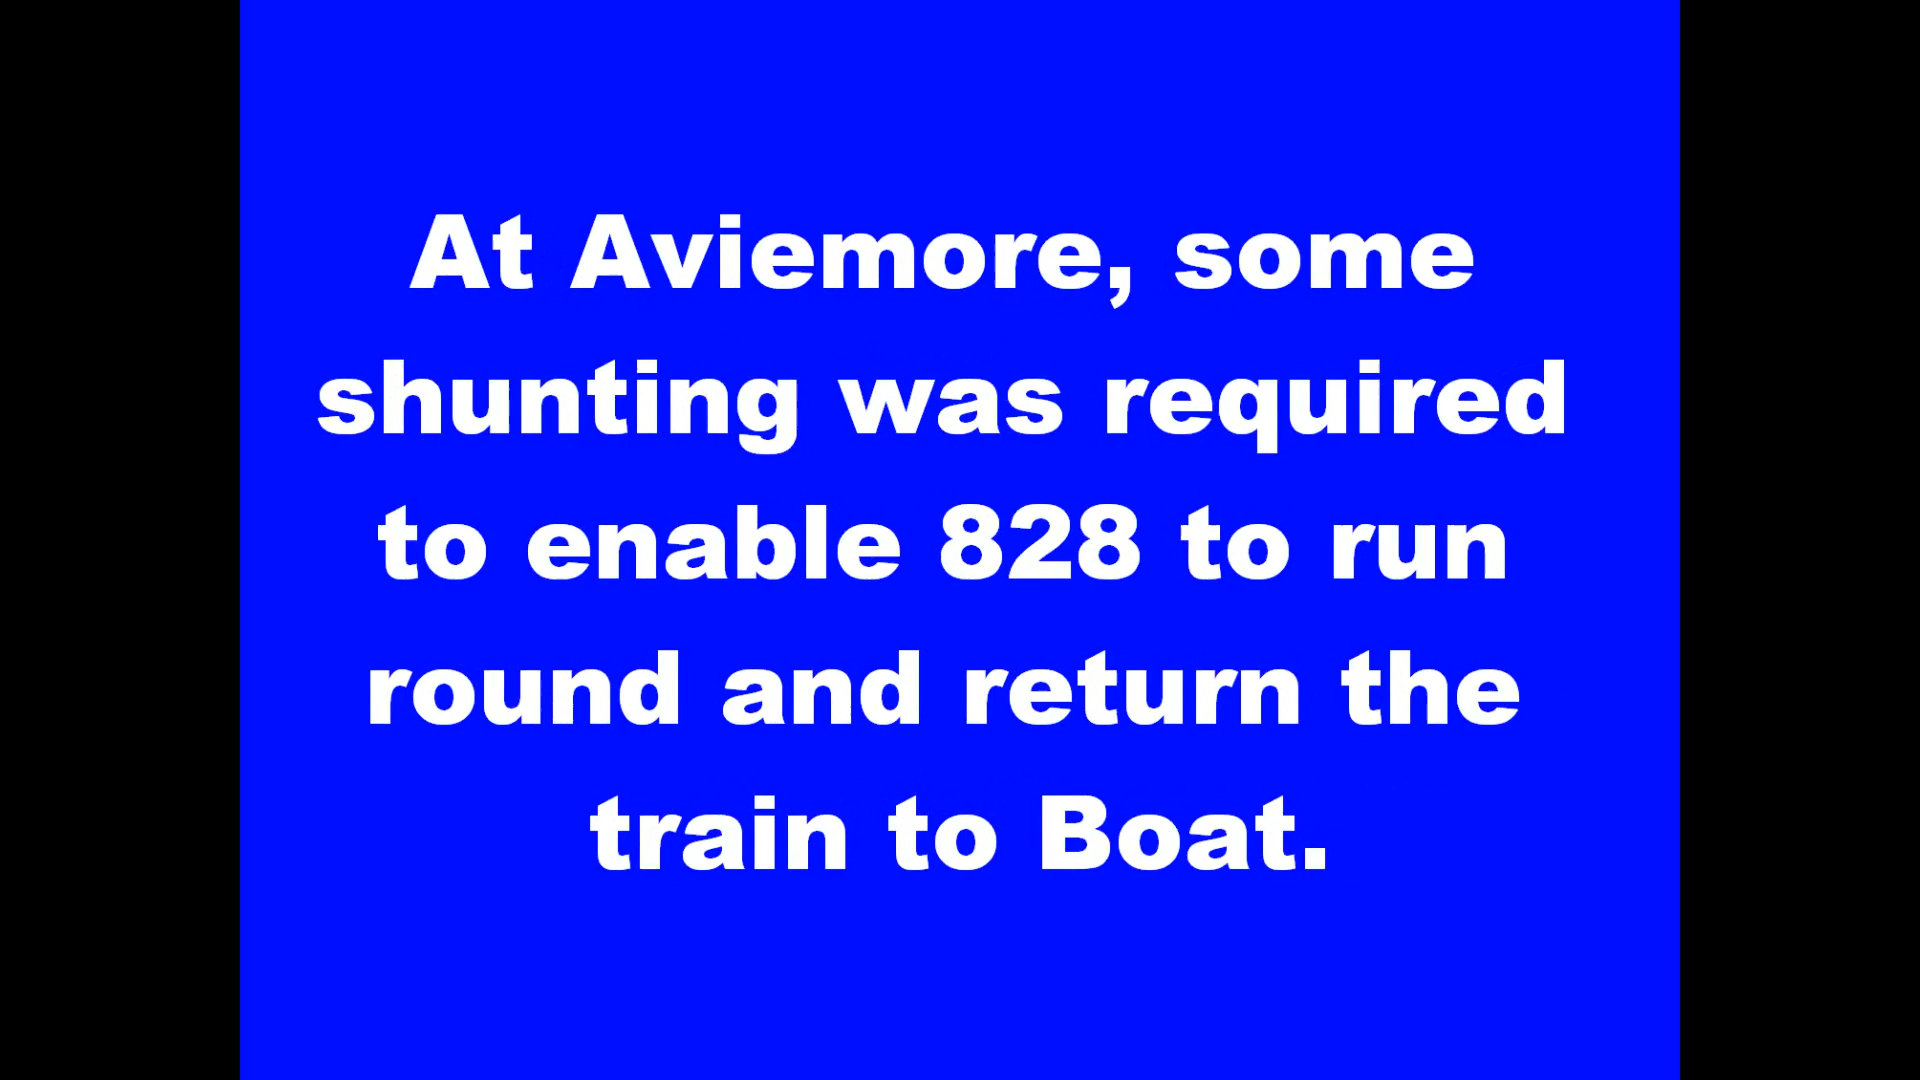 At Aviemore, some
shunting was required
to enable 828 to run
round and return the
train to Boat.